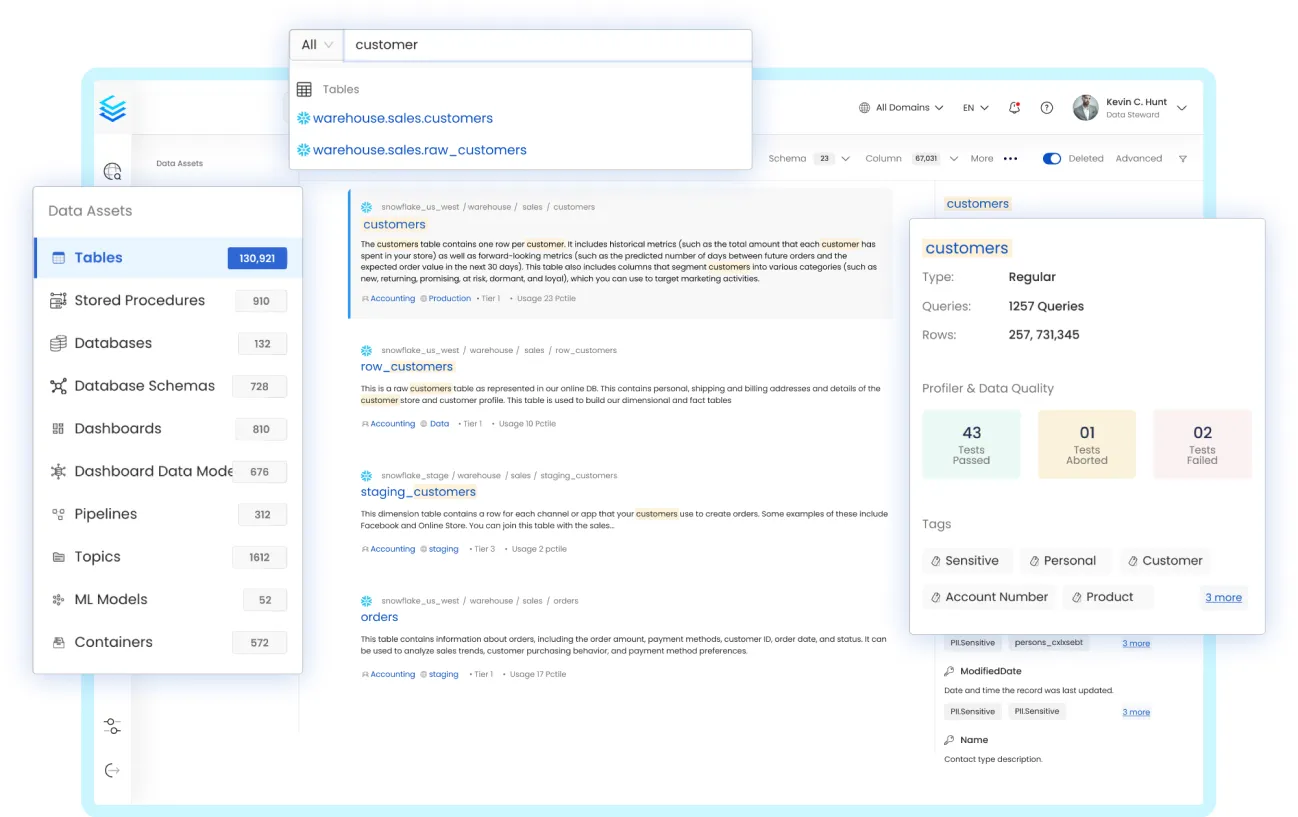 All
customer
Tables
warehouse.sales.customers
warehouse.sales.raw_customers
All Domains
EN
Kevin C. Hunt
Data Steward
Data Assets
Schema 23
Column 67,031
More
Deleted
Advanced
Data Assets
Tables 130,921
Stored Procedures 910
Databases 132
Database Schemas 728
Dashboards 810
Dashboard Data Mode 676
Pipelines 312
Topics 1612
ML Models 52
Containers 572
snowflake_us_west / warehouse / sales / customers
customers
The customers table contains one row per customer. It includes historical metrics (such as the total amount that each customer has
spent in your store) as well as forward-looking metrics (such as the predicted number of days between future orders and the
expected order value in the next 30 days). This table also includes columns that segment customers into various categories (such as
new, returning, promising, at risk, dormant, and loyal), which you can use to target marketing activities.
Accounting Production • Tier 1 • Usage 23 Pctile
snowflake_us_west / warehouse / sales / row_customers
row_customers
This is a raw customers table as represented in our online DB. This contains personal, shipping and billing addresses and details of the
customer store and customer profile. This table is used to build our dimensional and fact tables
Accounting Data • Tier 1 • Usage 10 Pctile
snowflake_stage / warehouse / sales / staging_customers
staging_customers
This dimension table contains a row for each channel or app that your customers use to create orders. Some examples of these include
Facebook and Online Store. You can join this table with the sales...
Accounting staging • Tier 3 • Usage 2 pctile
snowflake_us_west / warehouse / sales / orders
orders
This table contains information about orders, including the order amount, payment methods, customer ID, order date, and status. It can
be used to analyze sales trends, customer purchasing behavior, and payment method preferences.
Accounting staging • Tier 1 • Usage 17 Pctile
customers
customers
Type: Regular
Queries: 1257 Queries
Rows: 257, 731,345
Profiler & Data Quality
43 01 02
Tests Tests Tests
Passed Aborted Failed
Tags
Sensitive Personal Customer
Account Number Product 3 more
PII.Sensitive persons_cxlxsebt 3 more
ModifiedDate
Date and time the record was last updated.
PII.Sensitive PII.Sensitive 3 more
Name
Contact type description.